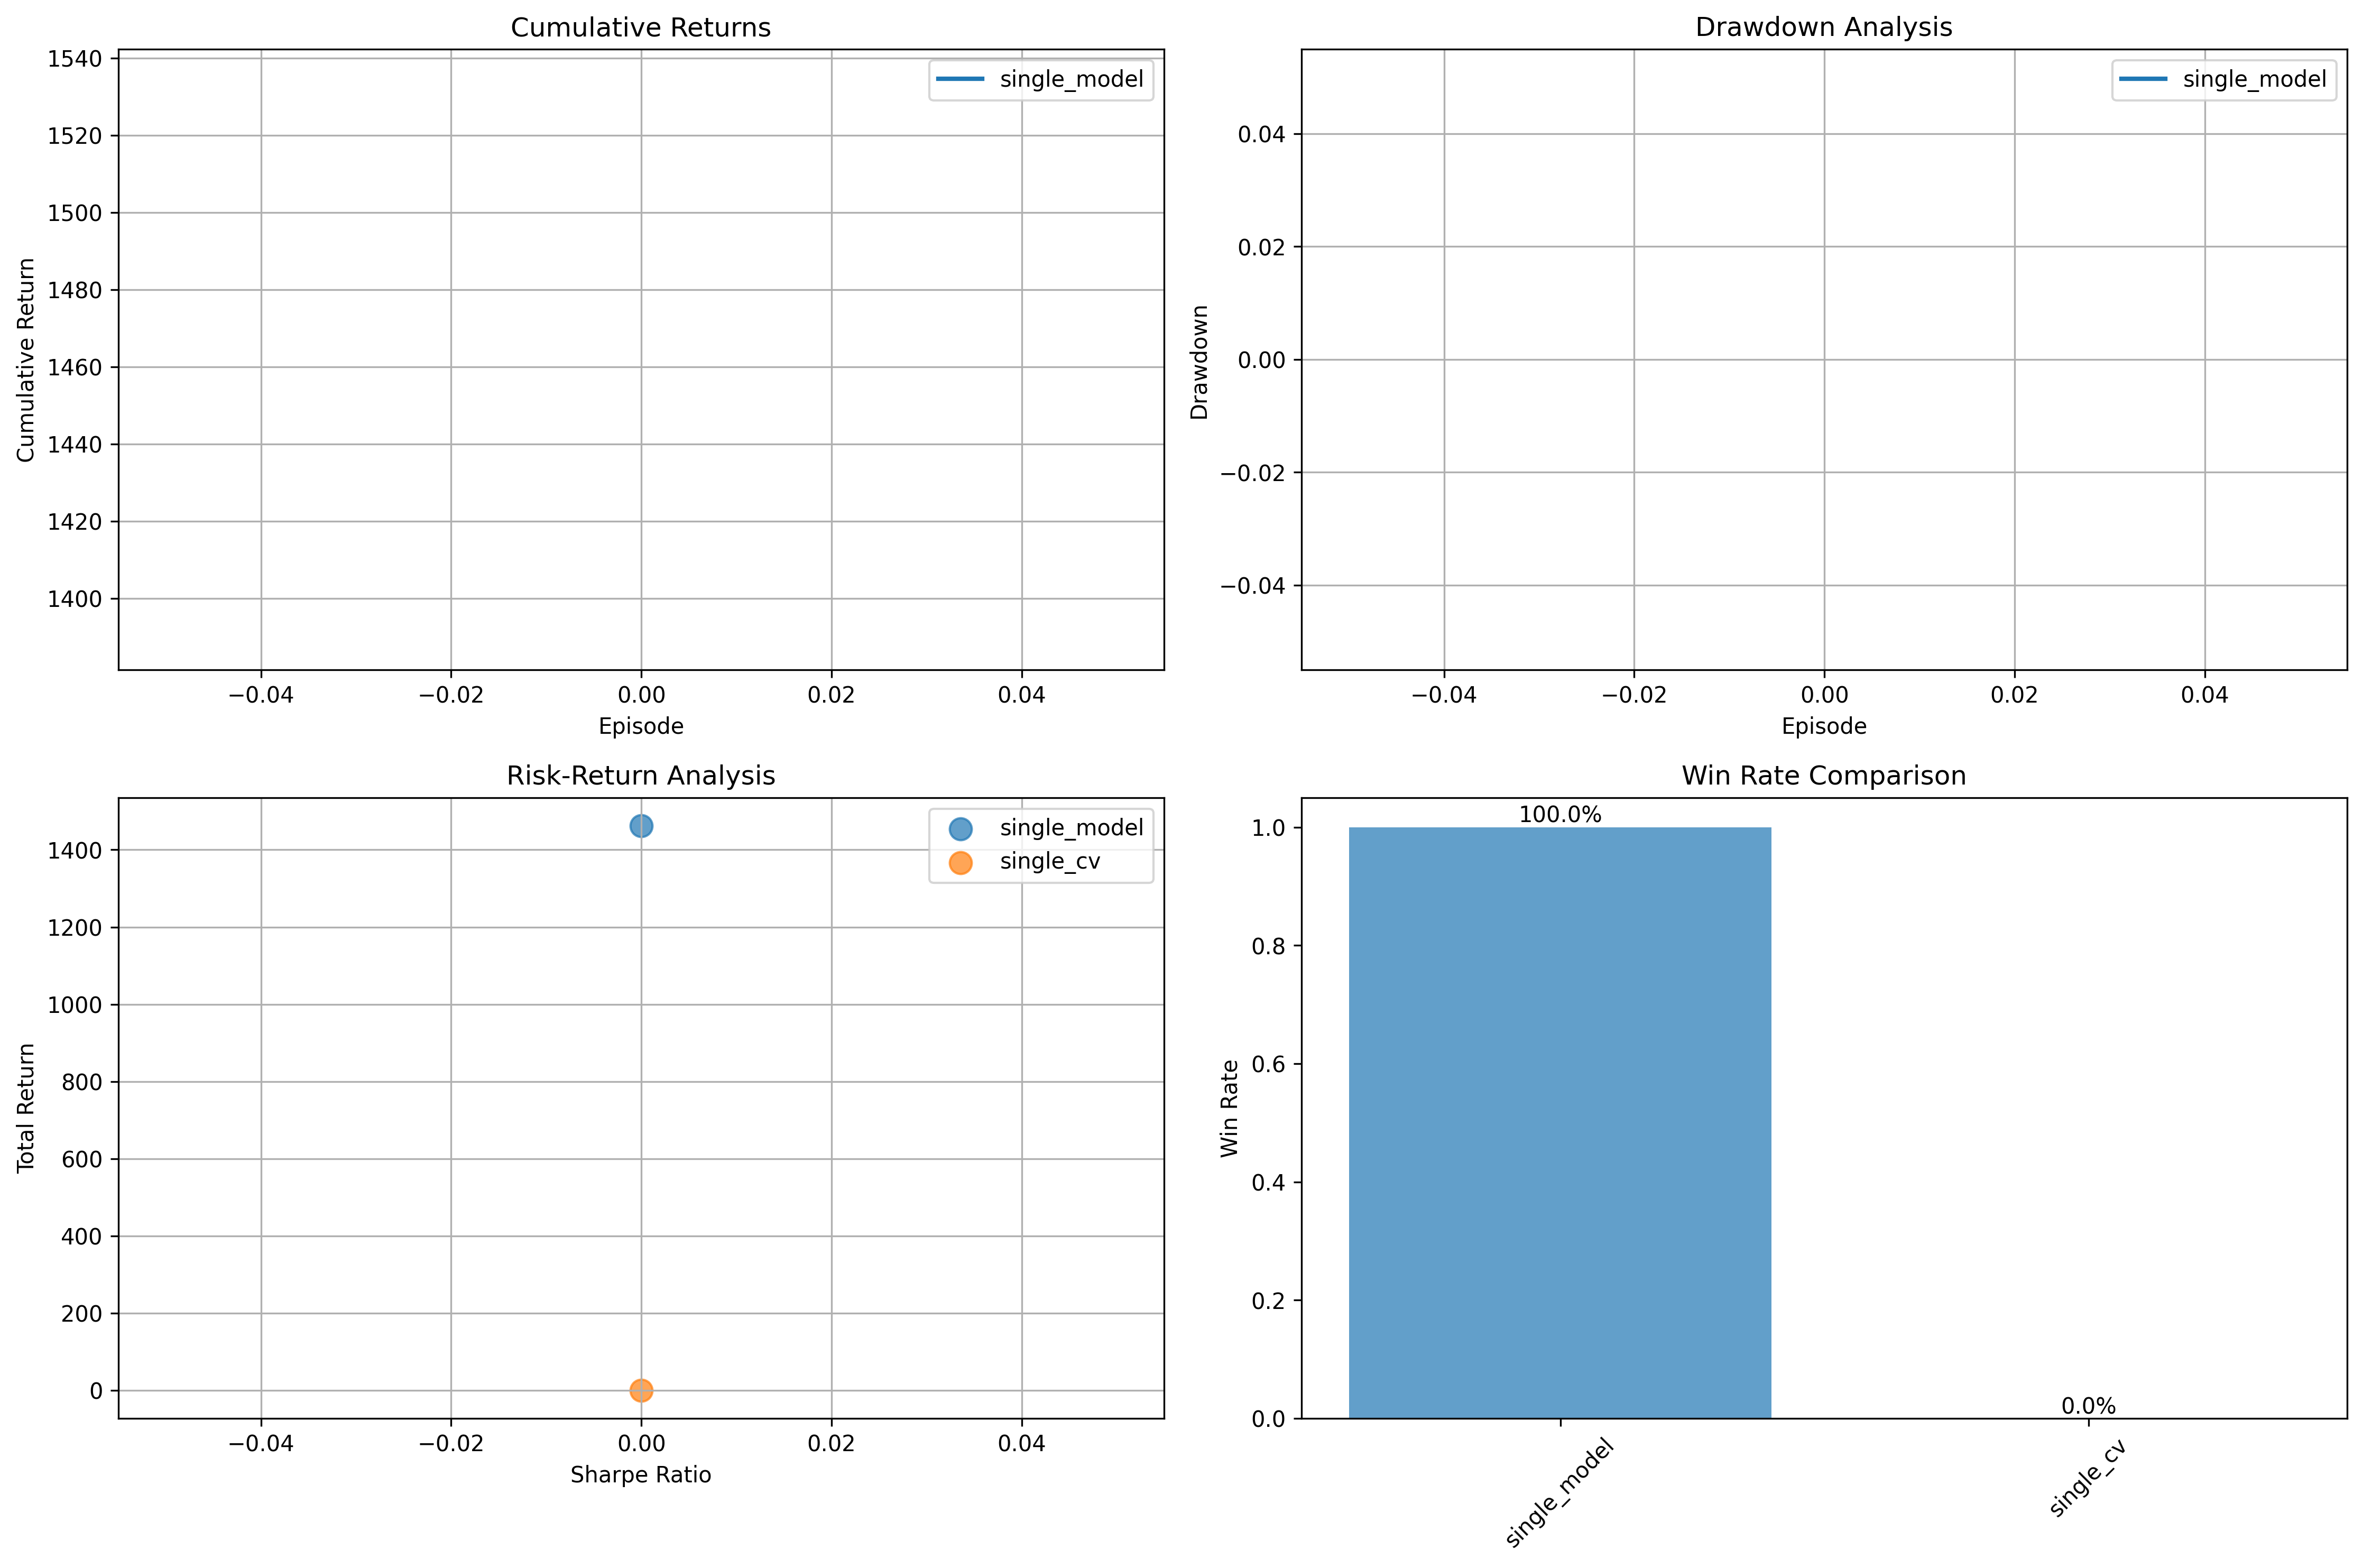 Cumulative Returns
1540
1520
1500
1480
1460
1440
1420
1400
Cumulative Return
−0.04 −0.02 0.00 0.02 0.04
Episode
single_model
Drawdown Analysis
0.04
0.02
0.00
−0.02
−0.04
Drawdown
−0.04 −0.02 0.00 0.02 0.04
Episode
single_model
Risk-Return Analysis
1400
1200
1000
800
600
400
200
0
Total Return
−0.04 −0.02 0.00 0.02 0.04
Sharpe Ratio
single_model
single_cv
Win Rate Comparison
1.0
0.8
0.6
0.4
0.2
0.0
Win Rate
100.0%
0.0%
single_model
single_cv